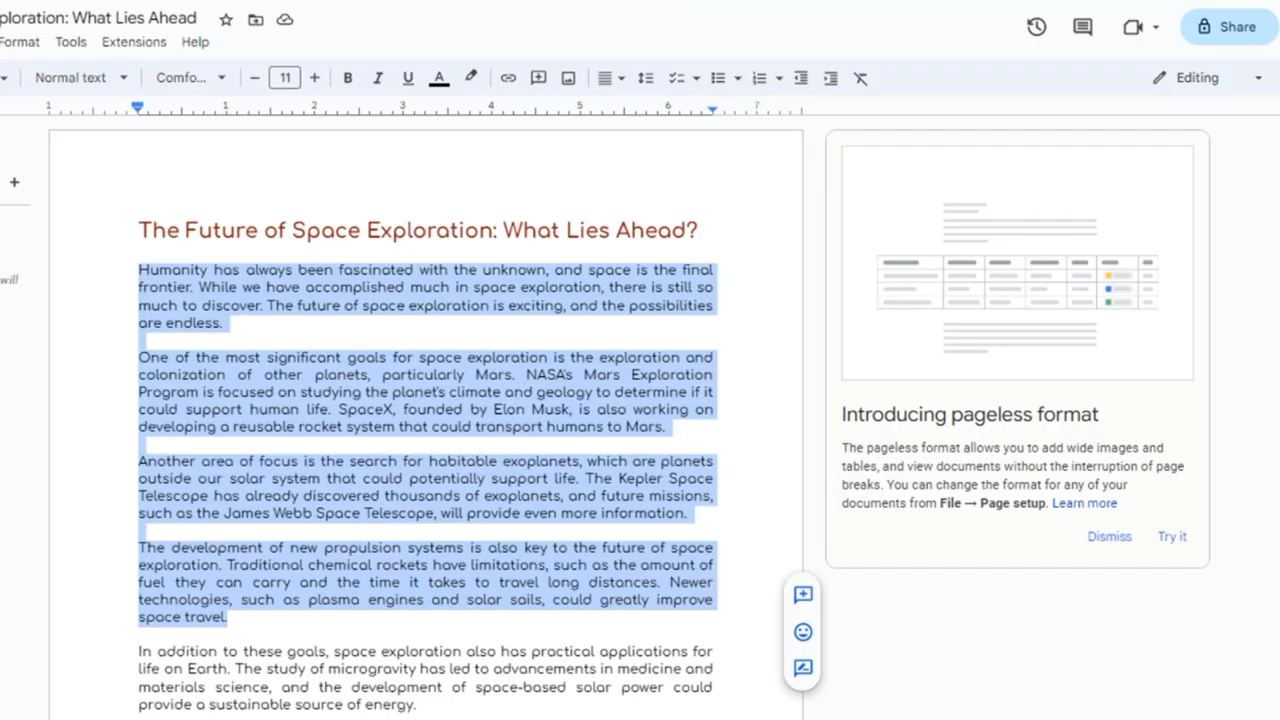 ploration: What Lies Ahead
Format Tools Extensions Help
Share
Normal text Comfo... 11 Editing
1 1 2 3 4 5 6 7
will
The Future of Space Exploration: What Lies Ahead?
Humanity has always been fascinated with the unknown, and space is the final
frontier. While we have accomplished much in space exploration, there is still so
much to discover. The future of space exploration is exciting, and the possibilities
are endless.
One of the most significant goals for space exploration is the exploration and
colonization of other planets, particularly Mars. NASA's Mars Exploration
Program is focused on studying the planet's climate and geology to determine if it
could support human life. SpaceX, founded by Elon Musk, is also working on
developing a reusable rocket system that could transport humans to Mars.
Another area of focus is the search for habitable exoplanets, which are planets
outside our solar system that could potentially support life. The Kepler Space
Telescope has already discovered thousands of exoplanets, and future missions,
such as the James Webb Space Telescope, will provide even more information.
The development of new propulsion systems is also key to the future of space
exploration. Traditional chemical rockets have limitations, such as the amount of
fuel they can carry and the time it takes to travel long distances. Newer
technologies, such as plasma engines and solar sails, could greatly improve
space travel.
In addition to these goals, space exploration also has practical applications for
life on Earth. The study of microgravity has led to advancements in medicine and
materials science, and the development of space-based solar power could
provide a sustainable source of energy.
Introducing pageless format
The pageless format allows you to add wide images and
tables, and view documents without the interruption of page
breaks. You can change the format for any of your
documents from File → Page setup. Learn more
Dismiss Try it